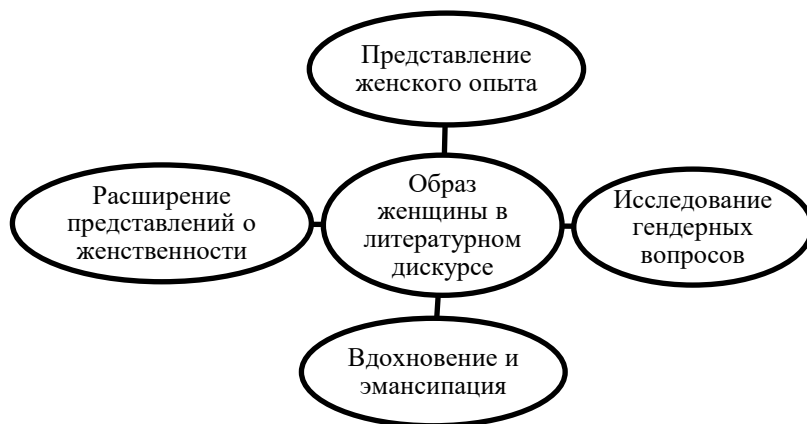 Представление
женского опыта
Расширение
представлений о
женственности
Образ
женщины в
литературном
дискурсе
Исследование
гендерных
вопросов
Вдохновение и
эмансипация